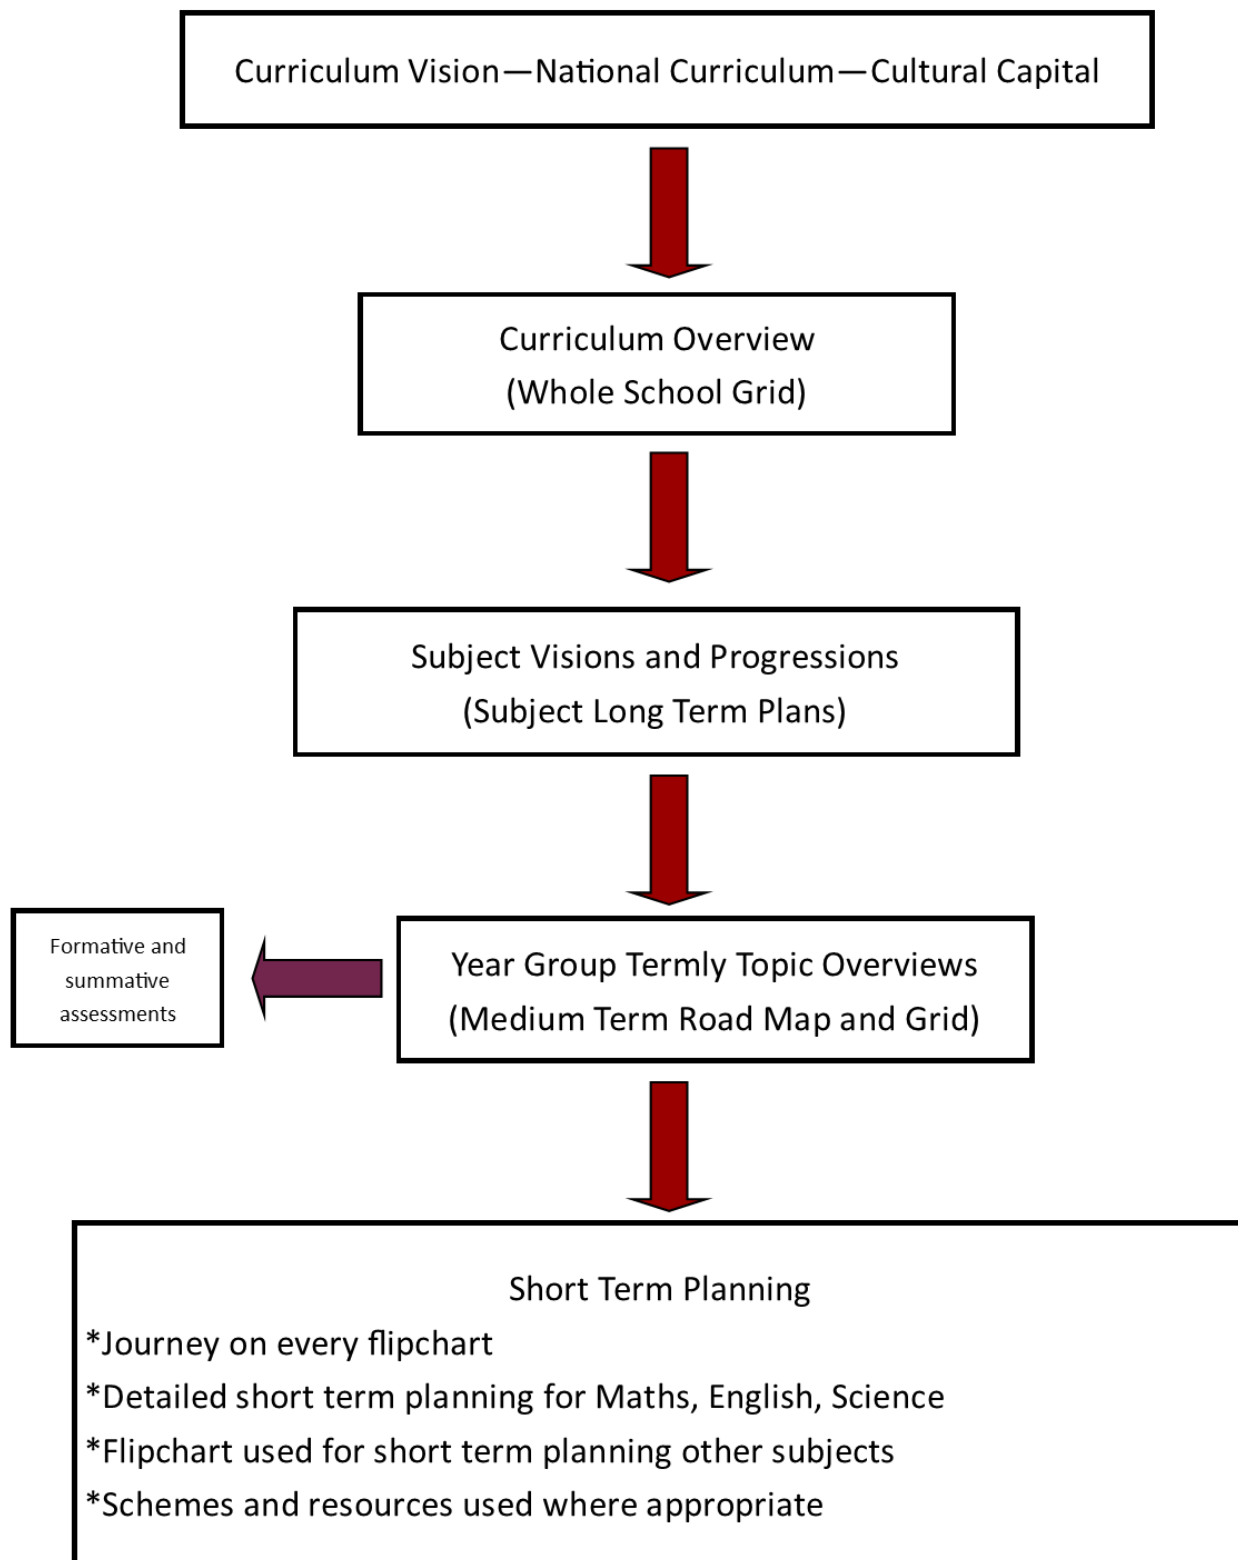 Curriculum Vision—National Curriculum—Cultural Capital
Curriculum Overview
(Whole School Grid)
Subject Visions and Progressions
(Subject Long Term Plans)
Formative and
summative
assessments
Year Group Termly Topic Overviews
(Medium Term Road Map and Grid)
Short Term Planning
*Journey on every flipchart
*Detailed short term planning for Maths, English, Science
*Flipchart used for short term planning other subjects
*Schemes and resources used where appropriate